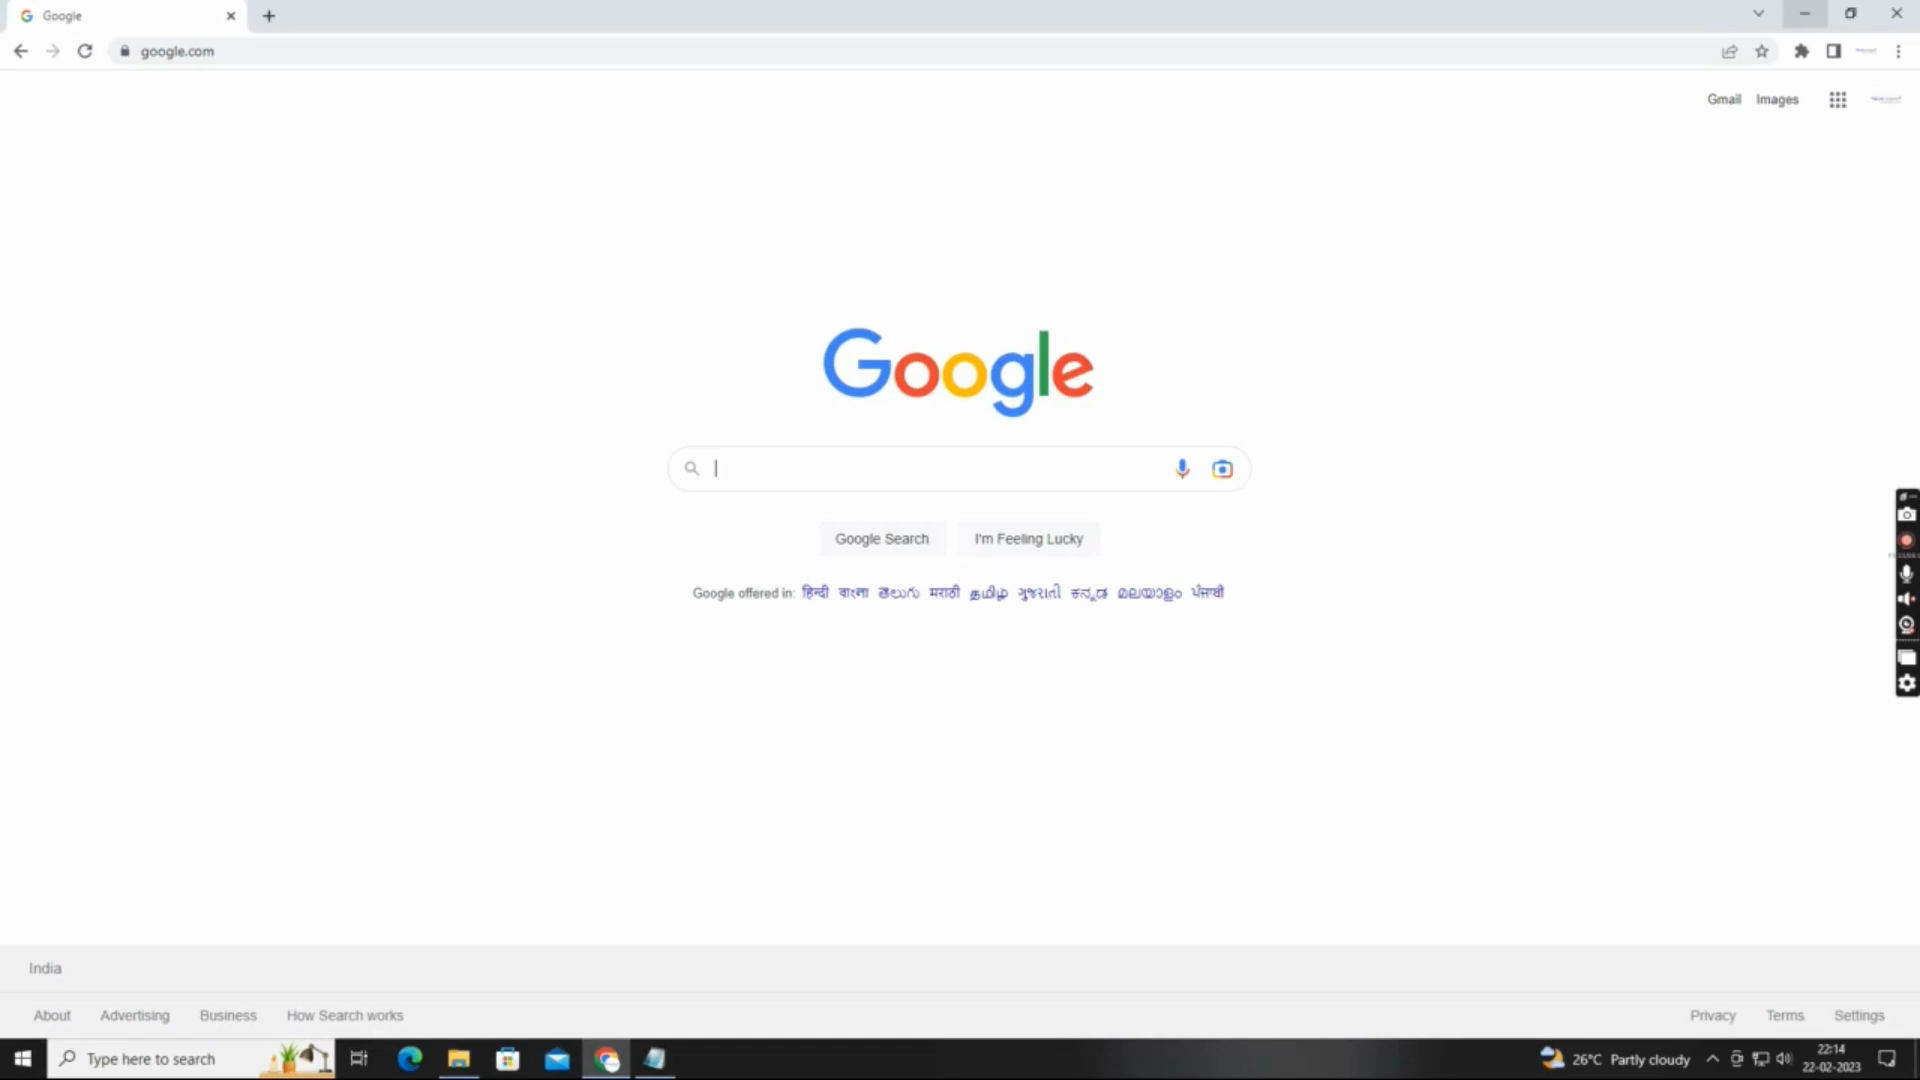 Google
google.com
Gmail Images
Google
Google Search I'm Feeling Lucky
Google offered in: हिन्दी বাংলা తెలుగు मराठी தமிழ் ગુજરાતી ಕನ್ನಡ മലയാളം ਪੰਜਾਬੀ
India
About Advertising Business How Search works Privacy Terms Settings
Type here to search 26°C Partly cloudy 22:14
22-02-2023